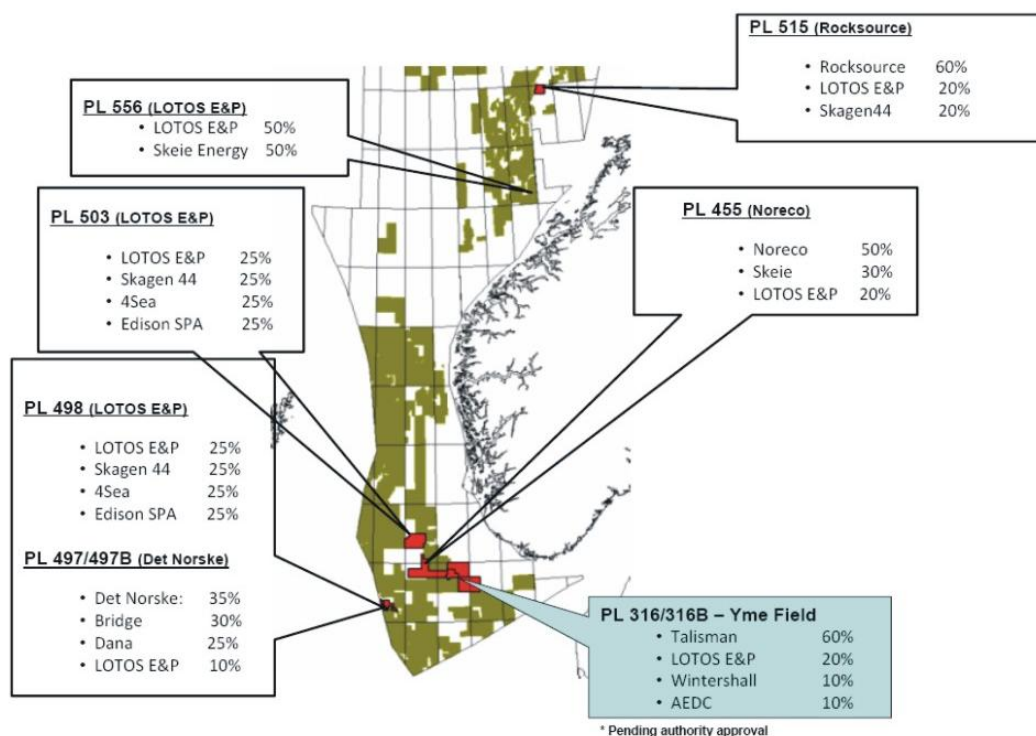 PL 515 (Rocksource)
• Rocksource 60%
• LOTOS E&P 20%
• Skagen44 20%
PL 556 (LOTOS E&P)
• LOTOS E&P 50%
• Skeie Energy 50%
PL 503 (LOTOS E&P)
• LOTOS E&P 25%
• Skagen 44 25%
• 4Sea 25%
• Edison SPA 25%
PL 455 (Noreco)
• Noreco 50%
• Skeie 30%
• LOTOS E&P 20%
PL 498 (LOTOS E&P)
• LOTOS E&P 25%
• Skagen 44 25%
• 4Sea 25%
• Edison SPA 25%
PL 497/497B (Det Norske)
• Det Norske: 35%
• Bridge 30%
• Dana 25%
• LOTOS E&P 10%
PL 316/316B – Yme Field
• Talisman 60%
• LOTOS E&P 20%
• Wintershall 10%
• AEDC 10%
* Pending authority approval